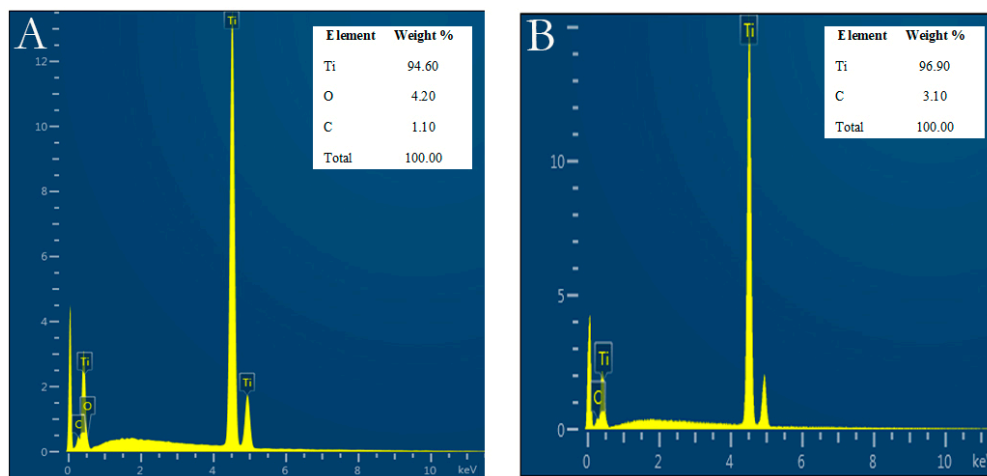 A
Element Weight %
Ti 94.60
O 4.20
C 1.10
Total 100.00
Ti
Ti
Ti
O
C
12
10
8
6
4
2
0
0 2 4 6 8 10 keV
B
Element Weight %
Ti 96.90
C 3.10
Total 100.00
Ti
Ti
C
10
5
0
0 2 4 6 8 10 keV